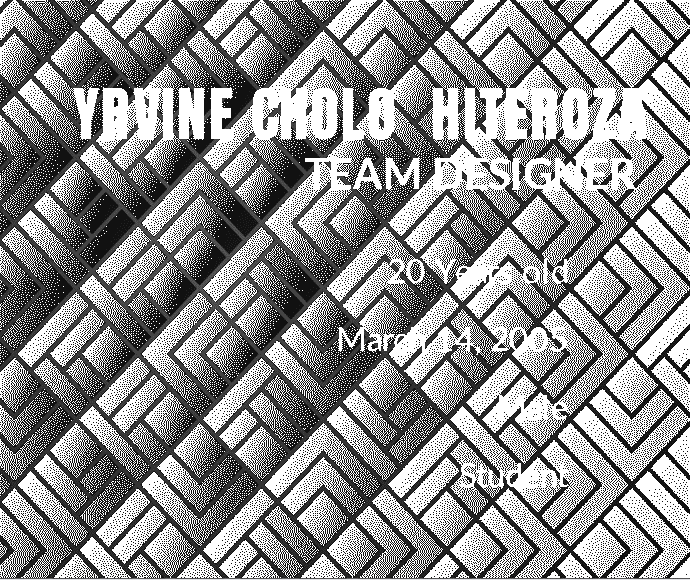 YRVINE CHOLO HITEROZA
TEAM DESIGNER
20 Years old
March 14, 2005
Male
Student